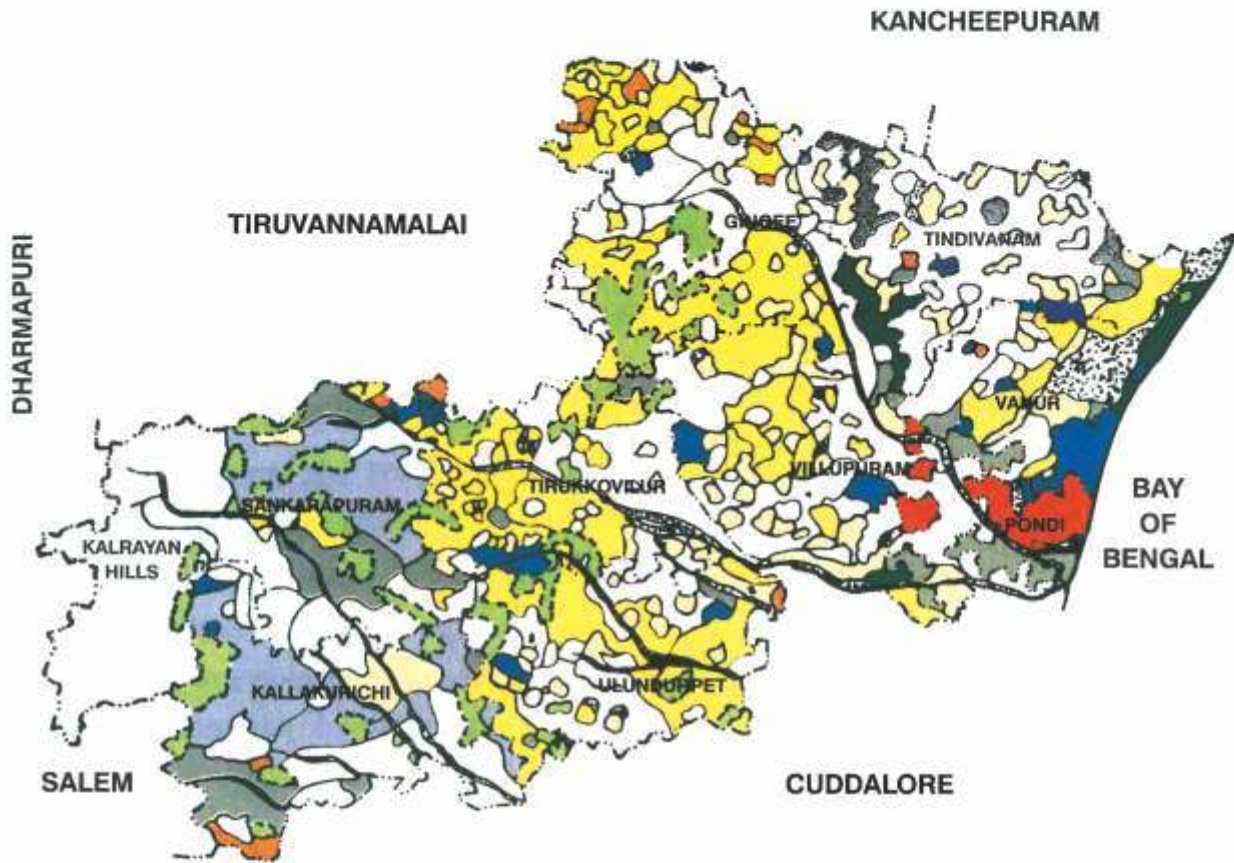 KANCHEEPURAM
TIRUVANNAMALAI
DHARMAPURI
GINGEE
TINDIVANAM
VANUR
VILLUPURAM
TIRUKKOVILUR
SANKARAPURAM
PONDI
BAY
OF
BENGAL
KALRAYAN
HILLS
KALLAKURICHI
ULUNDURPET
SALEM
CUDDALORE